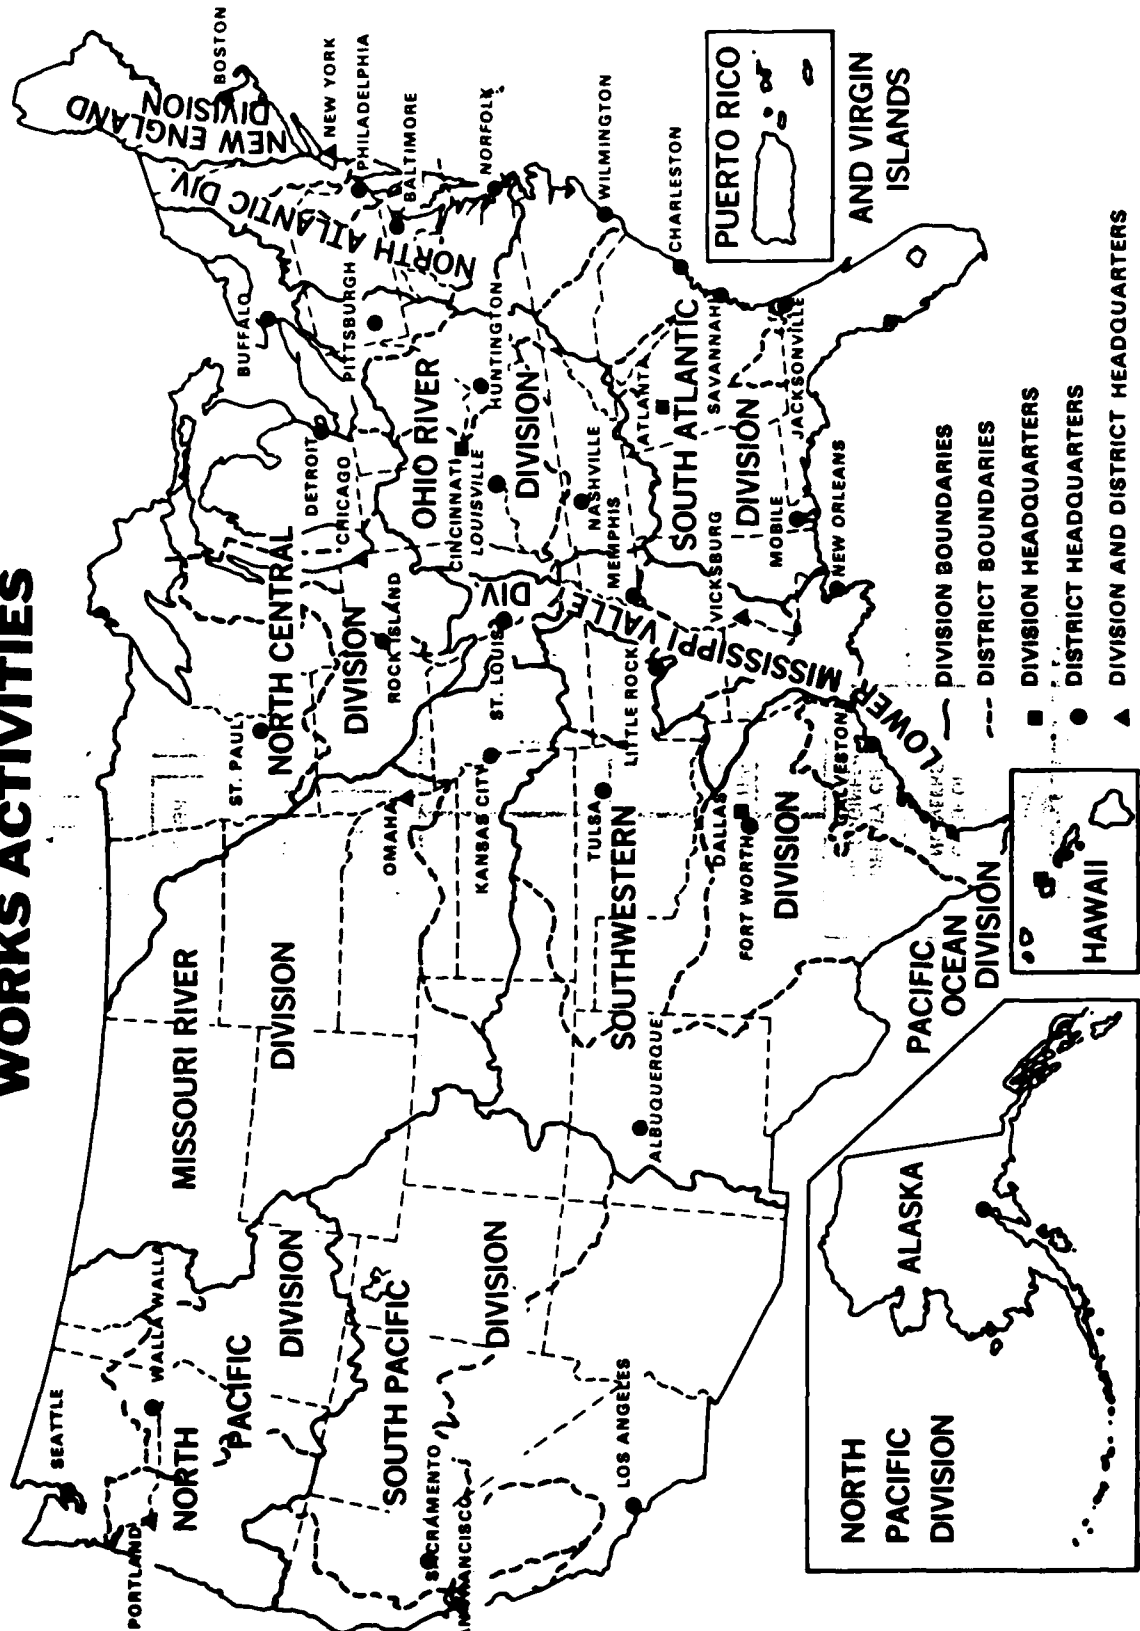 WORKS ACTIVITIES
SEATTLE
PORTLAND
WALLA WALLA
NORTH
PACIFIC
DIVISION
MISSOURI RIVER
DIVISION
SOUTH PACIFIC
DIVISION
SACRAMENTO
LOS ANGELES
ALBUQUERQUE
ST. PAUL
NORTH CENTRAL
DIVISION
ROCK ISLAND
CHICAGO
DETROIT
BUFFALO
OMAHA
KANSAS CITY
ST. LOUIS
TULSA
SOUTHWESTERN
DIVISION
LITTLE ROCK
DALLAS
FORT WORTH
GALVESTON
LOWER MISSISSIPPI VALLEY
DIV.
MEMPHIS
VICKSBURG
NEW ORLEANS
OHIO RIVER
DIVISION
PITTSBURGH
HUNTINGTON
CINCINNATI
LOUISVILLE
NASHVILLE
SOUTH ATLANTIC
DIVISION
ATLANTA
SAVANNAH
JACKSONVILLE
MOBILE
CHARLESTON
WILMINGTON
NORTH ATLANTIC DIV.
NORFOLK
BALTIMORE
PHILADELPHIA
NEW YORK
NEW ENGLAND
DIVISION
BOSTON
PUERTO RICO
AND VIRGIN
ISLANDS
NORTH
PACIFIC
DIVISION
ALASKA
PACIFIC
OCEAN
DIVISION
HAWAII
DIVISION BOUNDARIES
DISTRICT BOUNDARIES
DIVISION HEADQUARTERS
DISTRICT HEADQUARTERS
DIVISION AND DISTRICT HEADQUARTERS